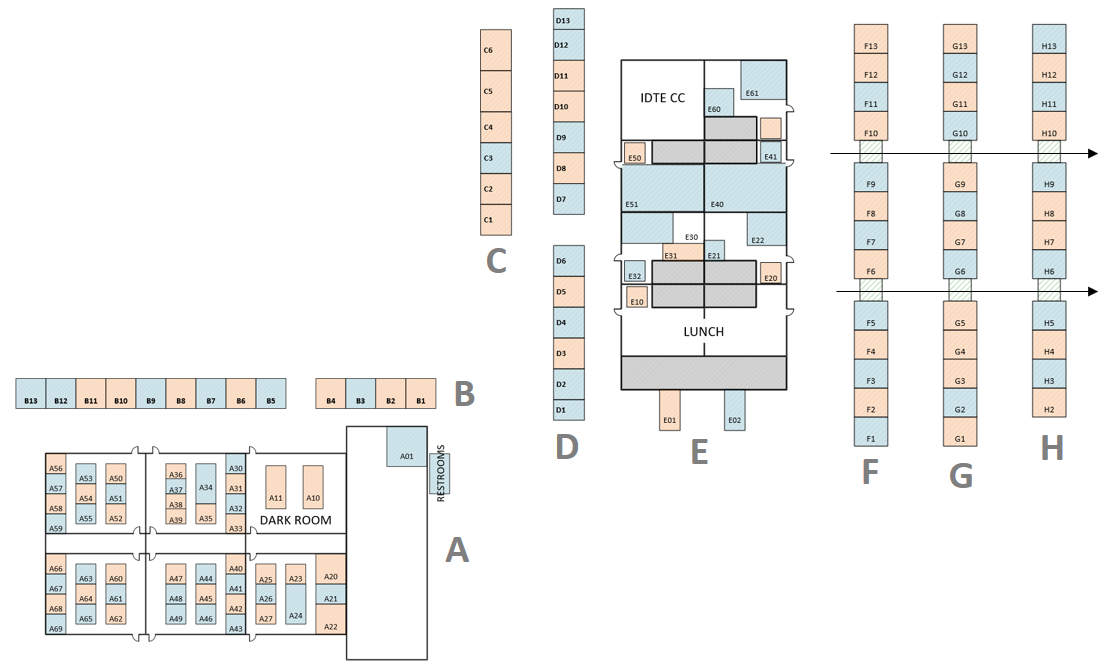 C6
C5
C4
C3
C2
C1
C
D13
D12
D11
D10
D9
D8
D7
D6
D5
D4
D3
D2
D1
D
IDTE CC
E61
E60
E50
E41
E51
E40
E30
E22
E31
E21
E32
E20
E10
LUNCH
E01
E02
E
F13
F12
F11
F10
F9
F8
F7
F6
F5
F4
F3
F2
F1
F
G13
G12
G11
G10
G9
G8
G7
G6
G5
G4
G3
G2
G1
G
H13
H12
H11
H10
H9
H8
H7
H6
H5
H4
H3
H2
H
B13 B12 B11 B10 B9 B8 B7 B6 B5 B4 B3 B2 B1
B
A01
RESTROOMS
A
A56
A57
A58
A59
A53
A54
A55
A50
A51
A52
A36
A37
A38
A39
A34
A35
A30
A31
A32
A33
A11
A10
DARK ROOM
A66
A67
A68
A69
A63
A64
A65
A60
A61
A62
A47
A48
A49
A44
A45
A46
A40
A41
A42
A43
A25
A26
A27
A23
A24
A20
A21
A22